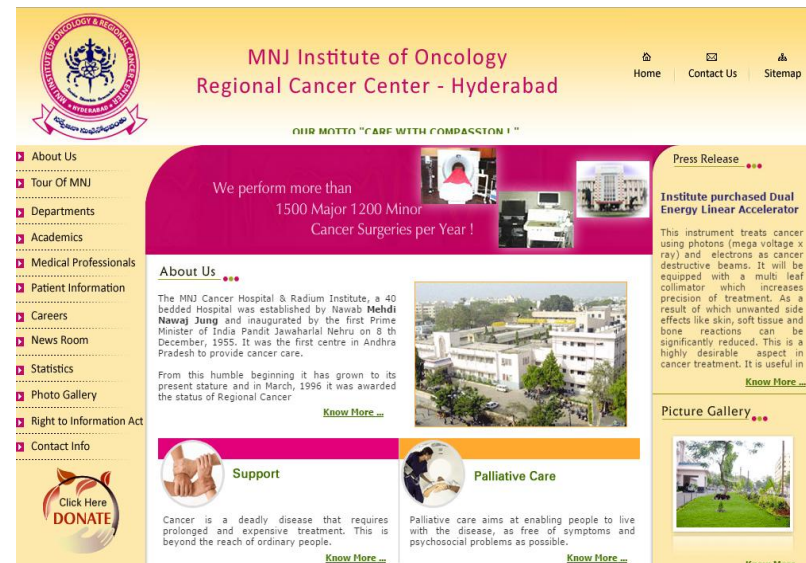 MNJ INSTITUTE OF ONCOLOGY & REGIONAL CANCER CENTER
HYDERABAD
MNJ Institute of Oncology
Regional Cancer Center - Hyderabad
OUR MOTTO "CARE WITH COMPASSION ! "
Home
Contact Us
Sitemap
About Us
Tour Of MNJ
Departments
Academics
Medical Professionals
Patient Information
Careers
News Room
Statistics
Photo Gallery
Right to Information Act
Contact Info
Click Here
DONATE
We perform more than
1500 Major 1200 Minor
Cancer Surgeries per Year !
About Us
The MNJ Cancer Hospital & Radium Institute, a 40
bedded Hospital was established by Nawab Mehdi
Nawaj Jung and inaugurated by the first Prime
Minister of India Pandit Jawaharlal Nehru on 8 th
December, 1955. It was the first centre in Andhra
Pradesh to provide cancer care.
From this humble beginning it has grown to its
present stature and in March, 1996 it was awarded
the status of Regional Cancer
Know More ...
Support
Cancer is a deadly disease that requires
prolonged and expensive treatment. This is
beyond the reach of ordinary people.
Know More ...
Palliative Care
Palliative care aims at enabling people to live
with the disease, as free of symptoms and
psychosocial problems as possible.
Know More ...
Press Release
Institute purchased Dual
Energy Linear Accelerator
This instrument treats cancer
using photons (mega voltage x
ray) and electrons as cancer
destructive beams. It will be
equipped with a multi leaf
collimator which increases
precision of treatment. As a
result of which unwanted side
effects like skin, soft tissue and
bone reactions can be
significantly reduced. This is a
highly desirable aspect in
cancer treatment. It is useful in
Know More ...
Picture Gallery